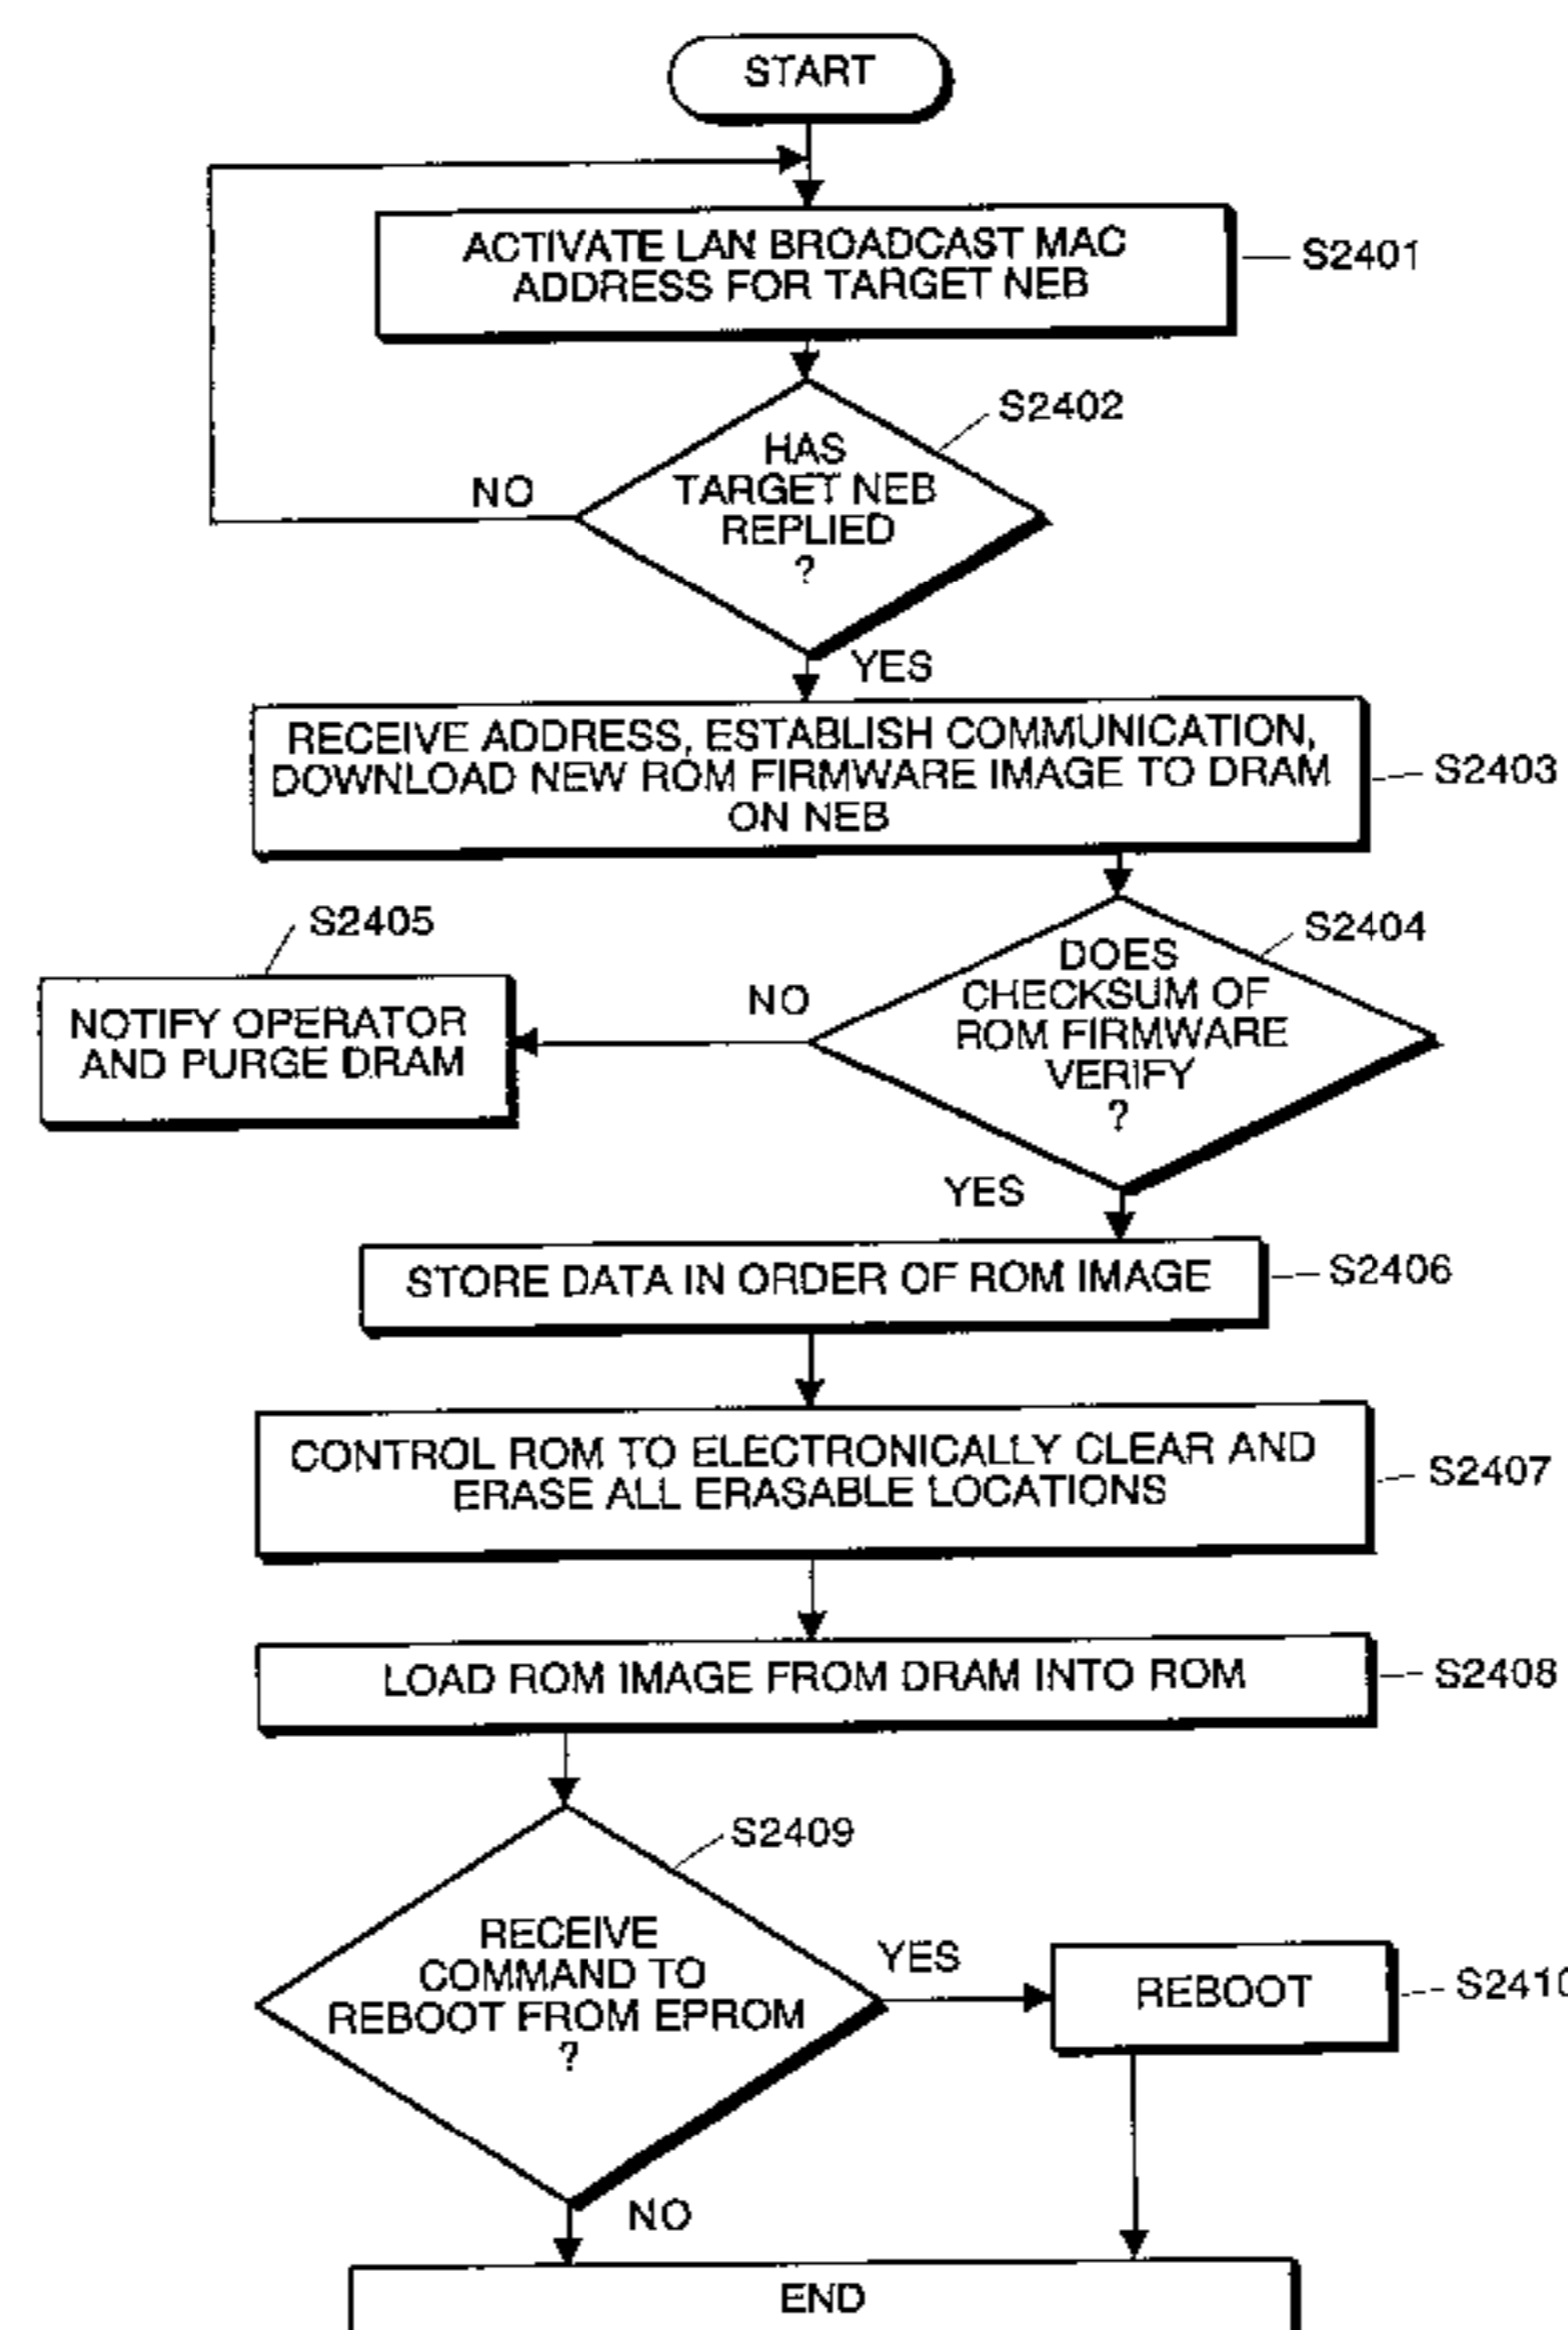 START
ACTIVATE LAN BROADCAST MAC
ADDRESS FOR TARGET NEB
S2401
S2402
HAS
TARGET NEB
REPLIED
?
NO
YES
RECEIVE ADDRESS, ESTABLISH COMMUNICATION,
DOWNLOAD NEW ROM FIRMWARE IMAGE TO DRAM
ON NEB
S2403
S2405
NOTIFY OPERATOR
AND PURGE DRAM
NO
S2404
DOES
CHECKSUM OF
ROM FIRMWARE
VERIFY
?
YES
STORE DATA IN ORDER OF ROM IMAGE
S2406
CONTROL ROM TO ELECTRONICALLY CLEAR AND
ERASE ALL ERASABLE LOCATIONS
S2407
LOAD ROM IMAGE FROM DRAM INTO ROM
S2408
S2409
RECEIVE
COMMAND TO
REBOOT FROM EPROM
?
YES
REBOOT
S2410
NO
END